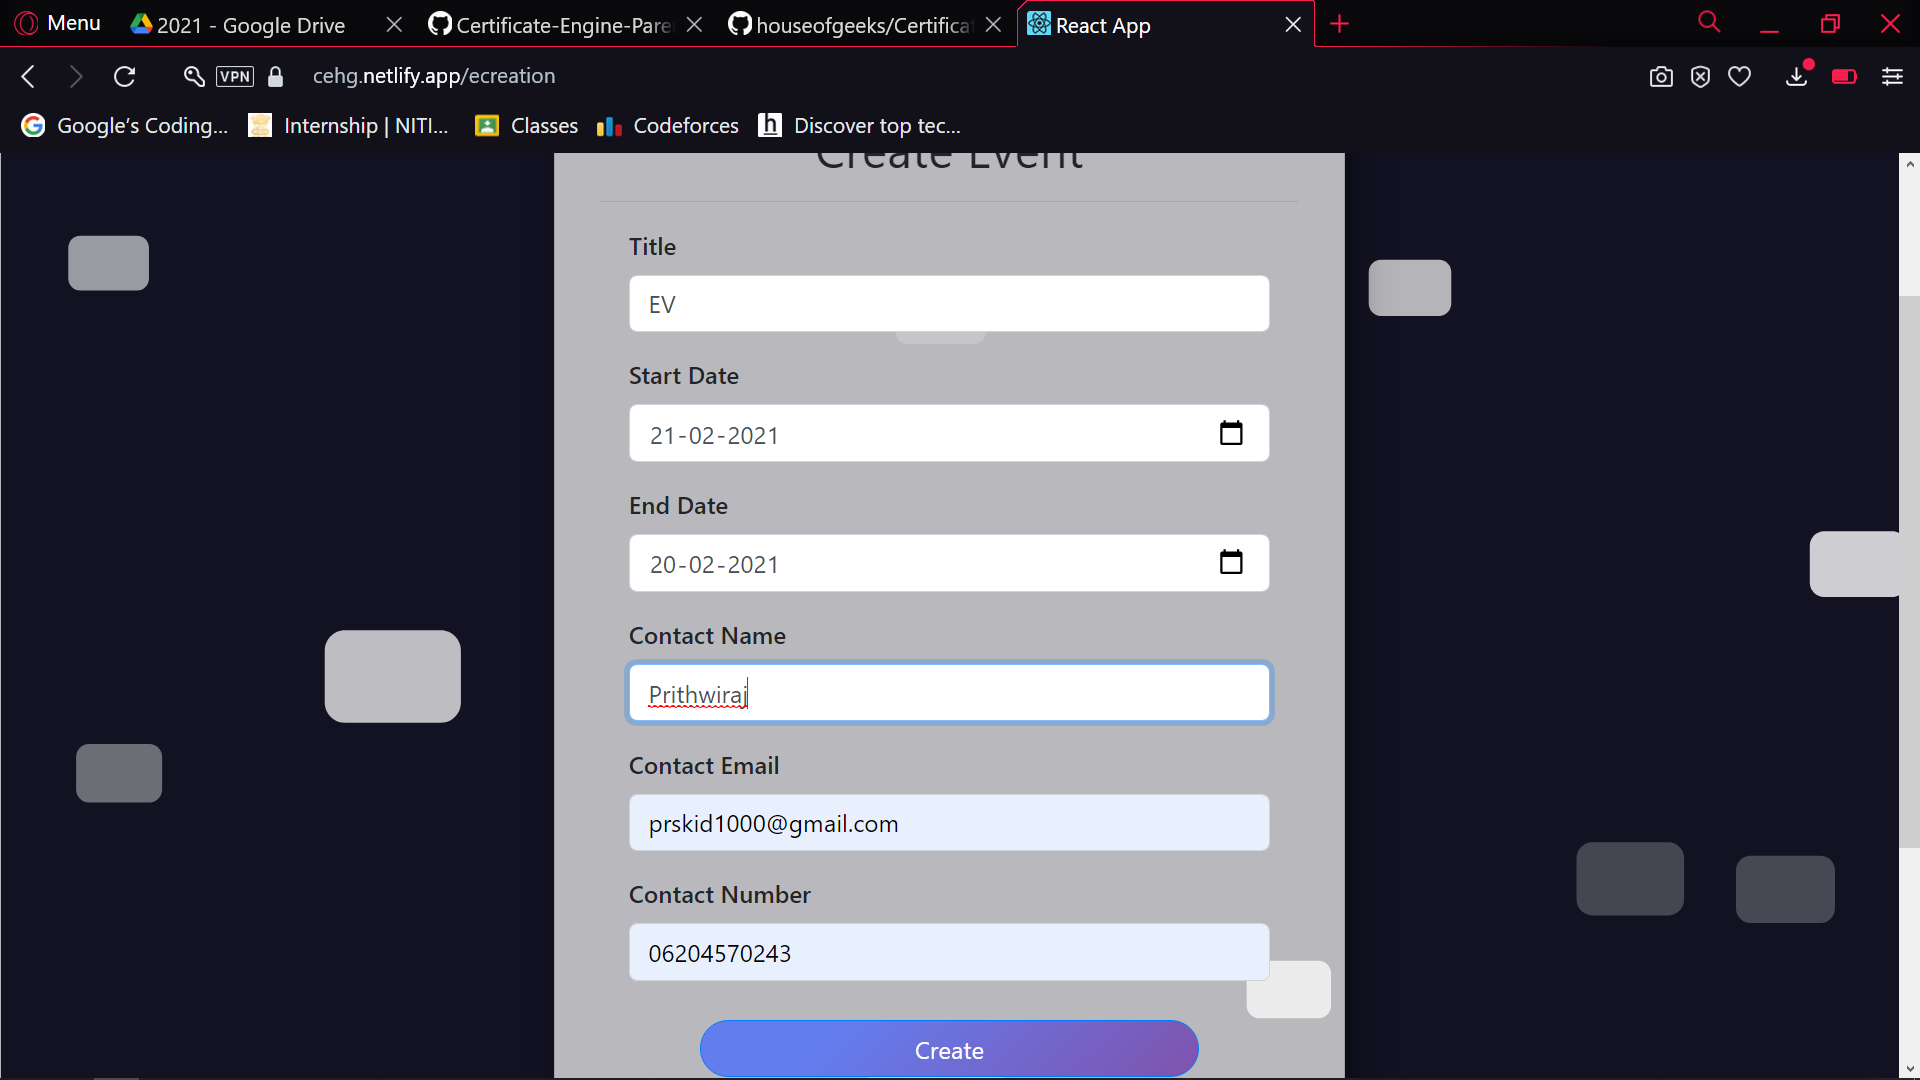 Menu
2021 - Google Drive
Certificate-Engine-Pare
houseofgeeks/Certifica
React App
VPN
cehg.netlify.app/ecreation
Google's Coding...
Internship | NITI...
Classes
Codeforces
h
Discover top tec...
Create Event
Title
EV
Start Date
21-02-2021
End Date
20-02-2021
Contact Name
Prithwiraj
Contact Email
prskid1000@gmail.com
Contact Number
06204570243
Create